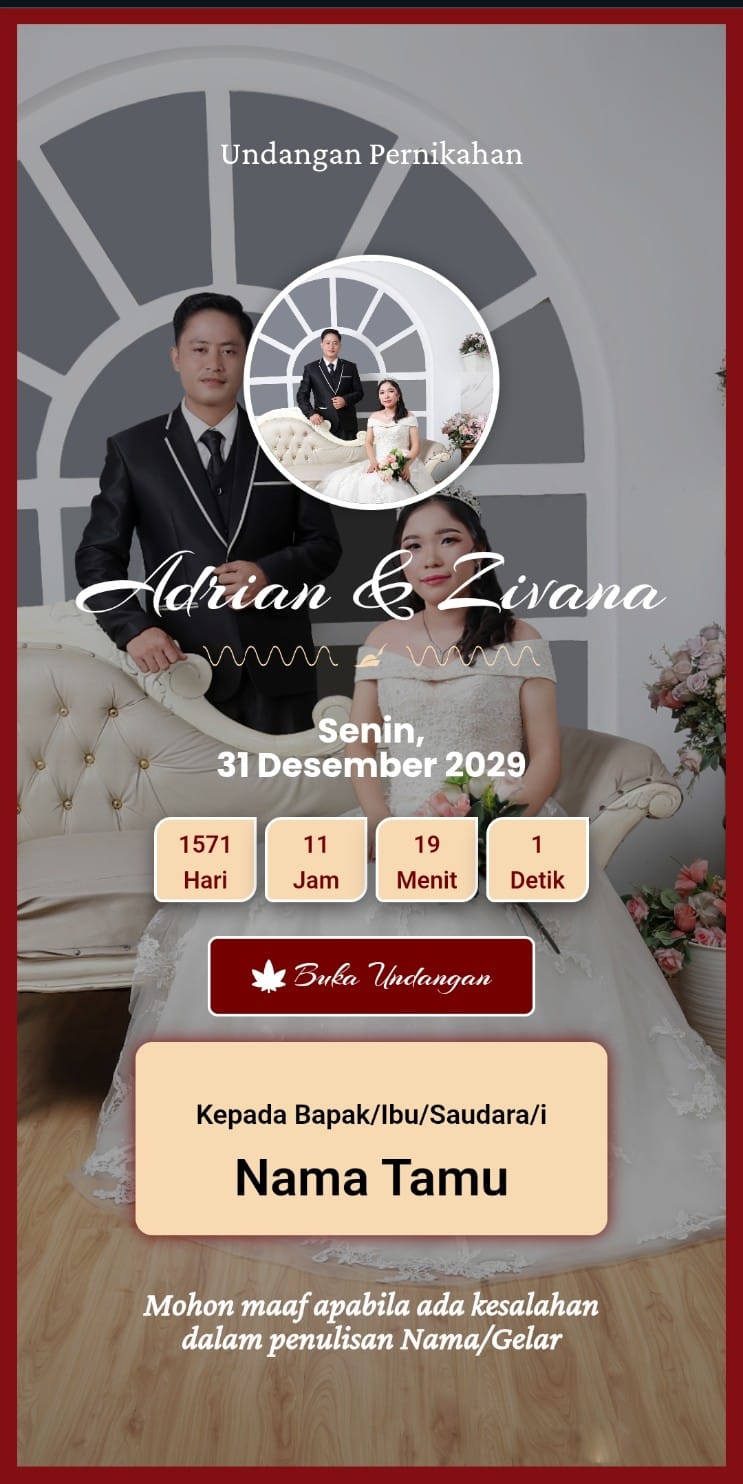 Undangan Pernikahan
Adrian & Zivana
Senin,
31 Desember 2029
1571 11 19 1
Hari Jam Menit Detik
Buka Undangan
Kepada Bapak/Ibu/Saudara/i
Nama Tamu
Mohon maaf apabila ada kesalahan
dalam penulisan Nama/Gelar